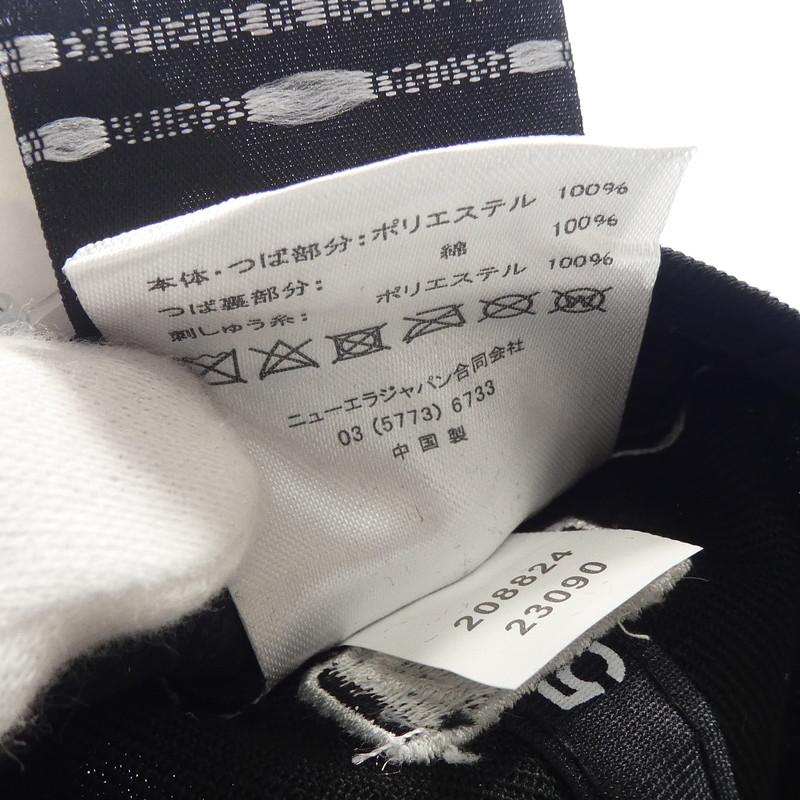 本体・つば部分:ポリエステル 100%
つば裏部分: 綿 100%
刺しゅう糸: ポリエステル 100%
ニューエラジャパン合同会社
03 (5773) 6733
中国製
208824
23090